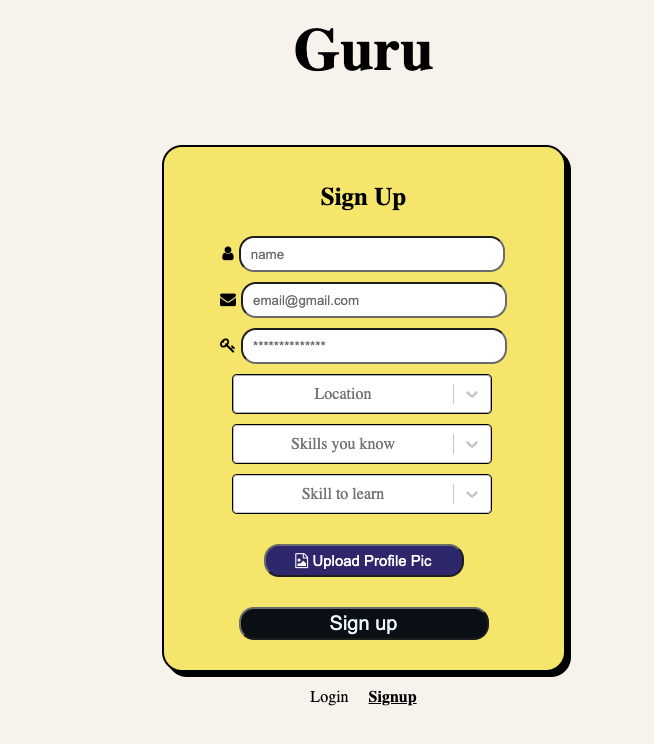 Guru
Sign Up
name
email@gmail.com
**************
Location
Skills you know
Skill to learn
Upload Profile Pic
Sign up
Login Signup